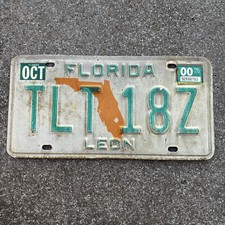 OCT 00
FLORIDA
TLT 18Z
LEON